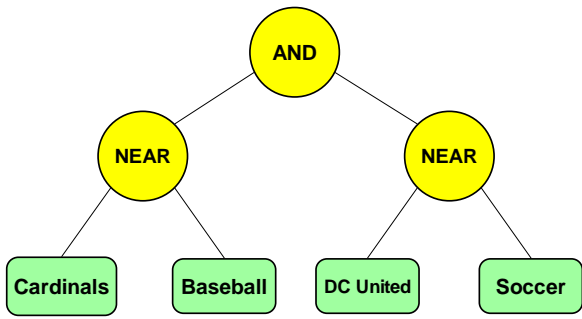 AND
NEAR
NEAR
Cardinals
Baseball
DC United
Soccer